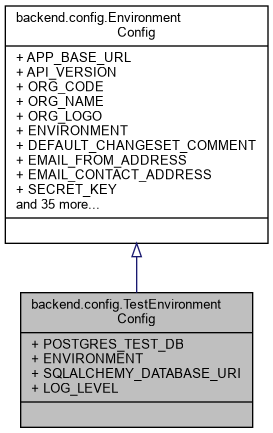 backend.config.Environment
Config
+ APP_BASE_URL
+ API_VERSION
+ ORG_CODE
+ ORG_NAME
+ ORG_LOGO
+ ENVIRONMENT
+ DEFAULT_CHANGESET_COMMENT
+ EMAIL_FROM_ADDRESS
+ EMAIL_CONTACT_ADDRESS
+ SECRET_KEY
and 35 more...
backend.config.TestEnvironment
Config
+ POSTGRES_TEST_DB
+ ENVIRONMENT
+ SQLALCHEMY_DATABASE_URI
+ LOG_LEVEL